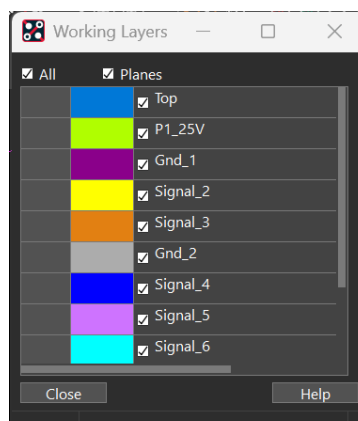 Working Layers
All Planes
Top
P1_25V
Gnd_1
Signal_2
Signal_3
Gnd_2
Signal_4
Signal_5
Signal_6
Close Help